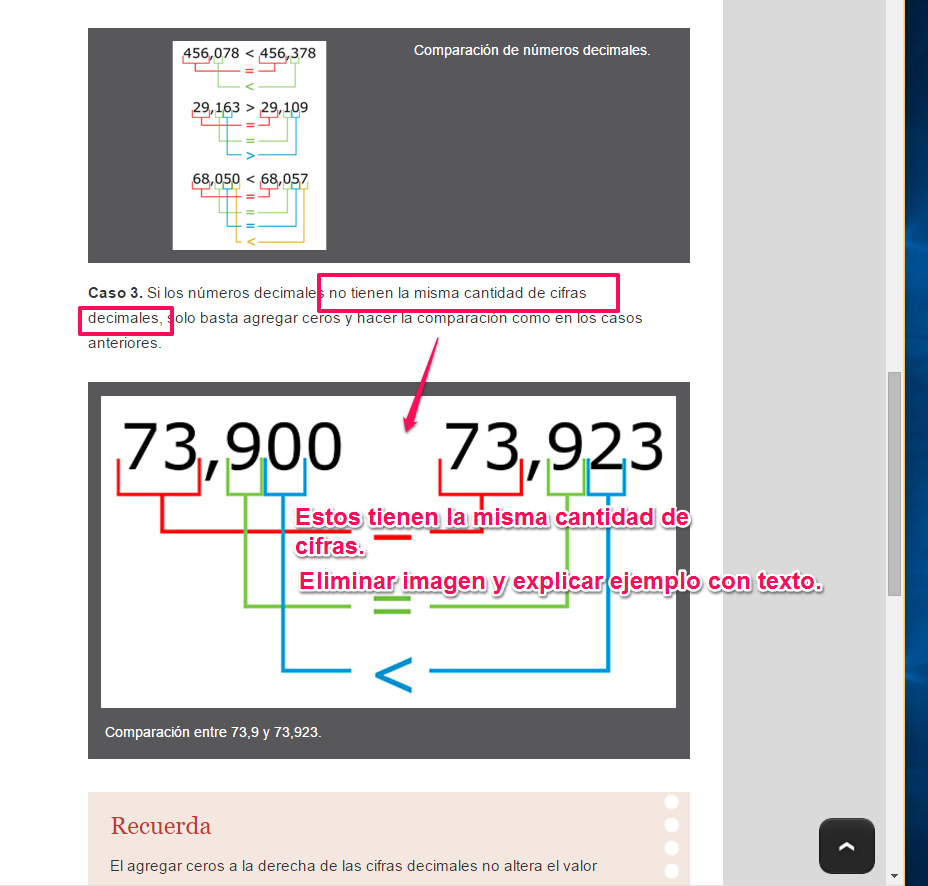 456,078 < 456,378
=
<
Comparación de números decimales.
29,163 > 29,109
=
=
>
68,050 < 68,057
=
=
=
<
Caso 3. Si los números decimales no tienen la misma cantidad de cifras
decimales, solo basta agregar ceros y hacer la comparación como en los casos
anteriores.
73,900 73,923
=
=
<
Estos tienen la misma cantidad de
cifras.
Eliminar imagen y explicar ejemplo con texto.
Comparación entre 73,9 y 73,923.
Recuerda
El agregar ceros a la derecha de las cifras decimales no altera el valor